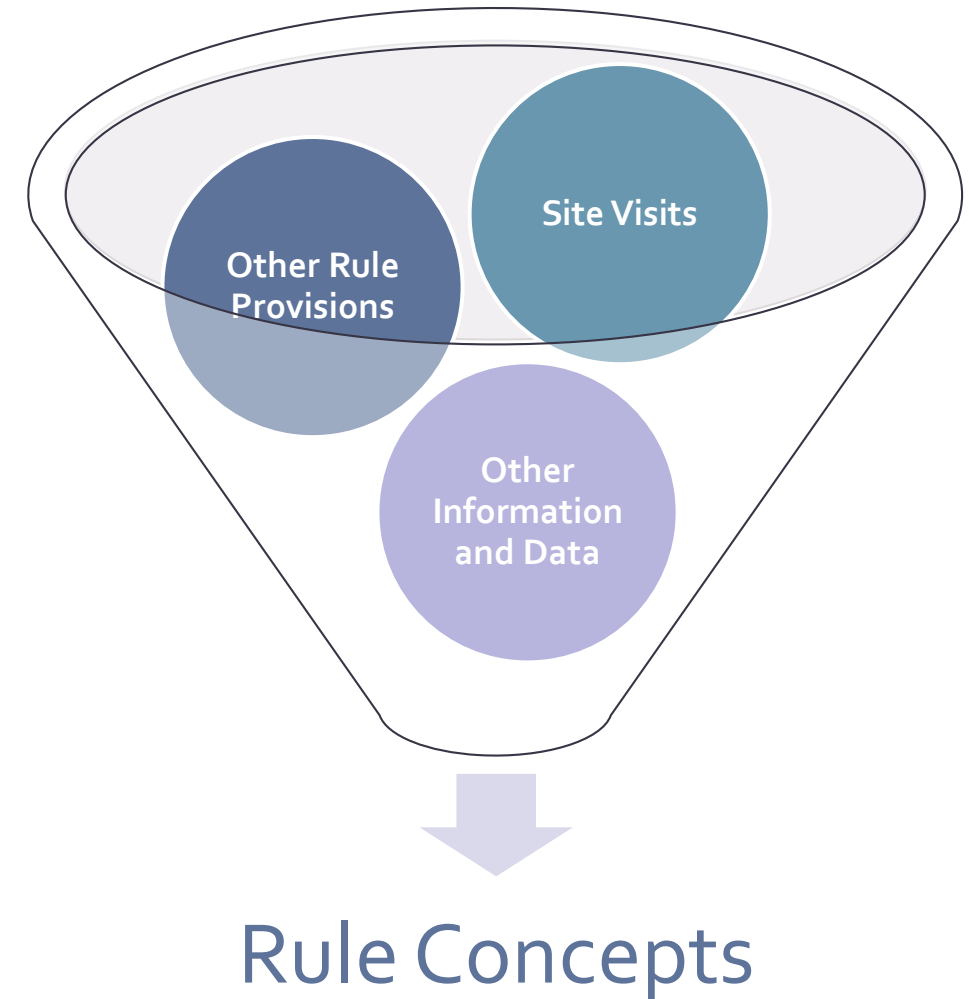 Site Visits
Other Rule
Provisions
Other
Information
and Data
Rule Concepts